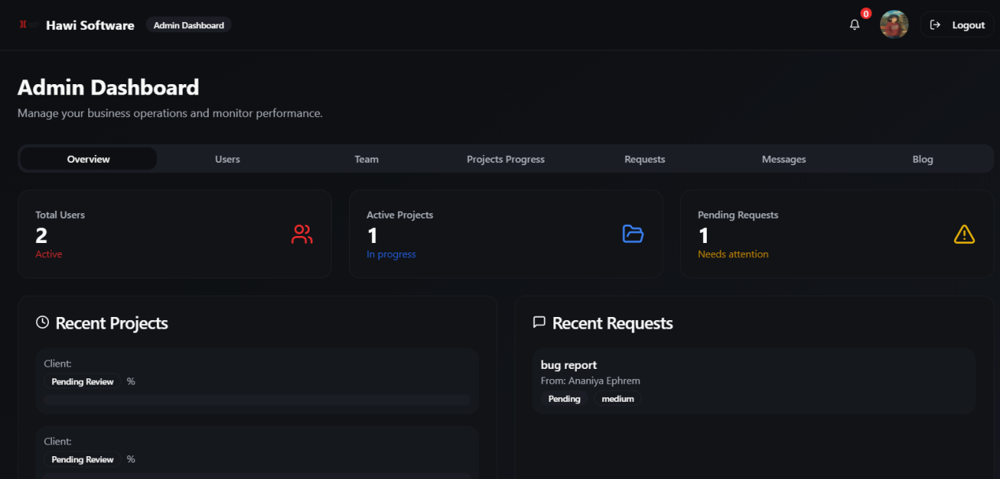 Hawi Software Admin Dashboard 0 Logout
Admin Dashboard
Manage your business operations and monitor performance.
Overview Users Team Projects Progress Requests Messages Blog
Total Users
2
Active
Active Projects
1
In progress
Pending Requests
1
Needs attention
Recent Projects
Client:
Pending Review %
Client:
Pending Review %
Recent Requests
bug report
From: Ananiya Ephrem
Pending medium